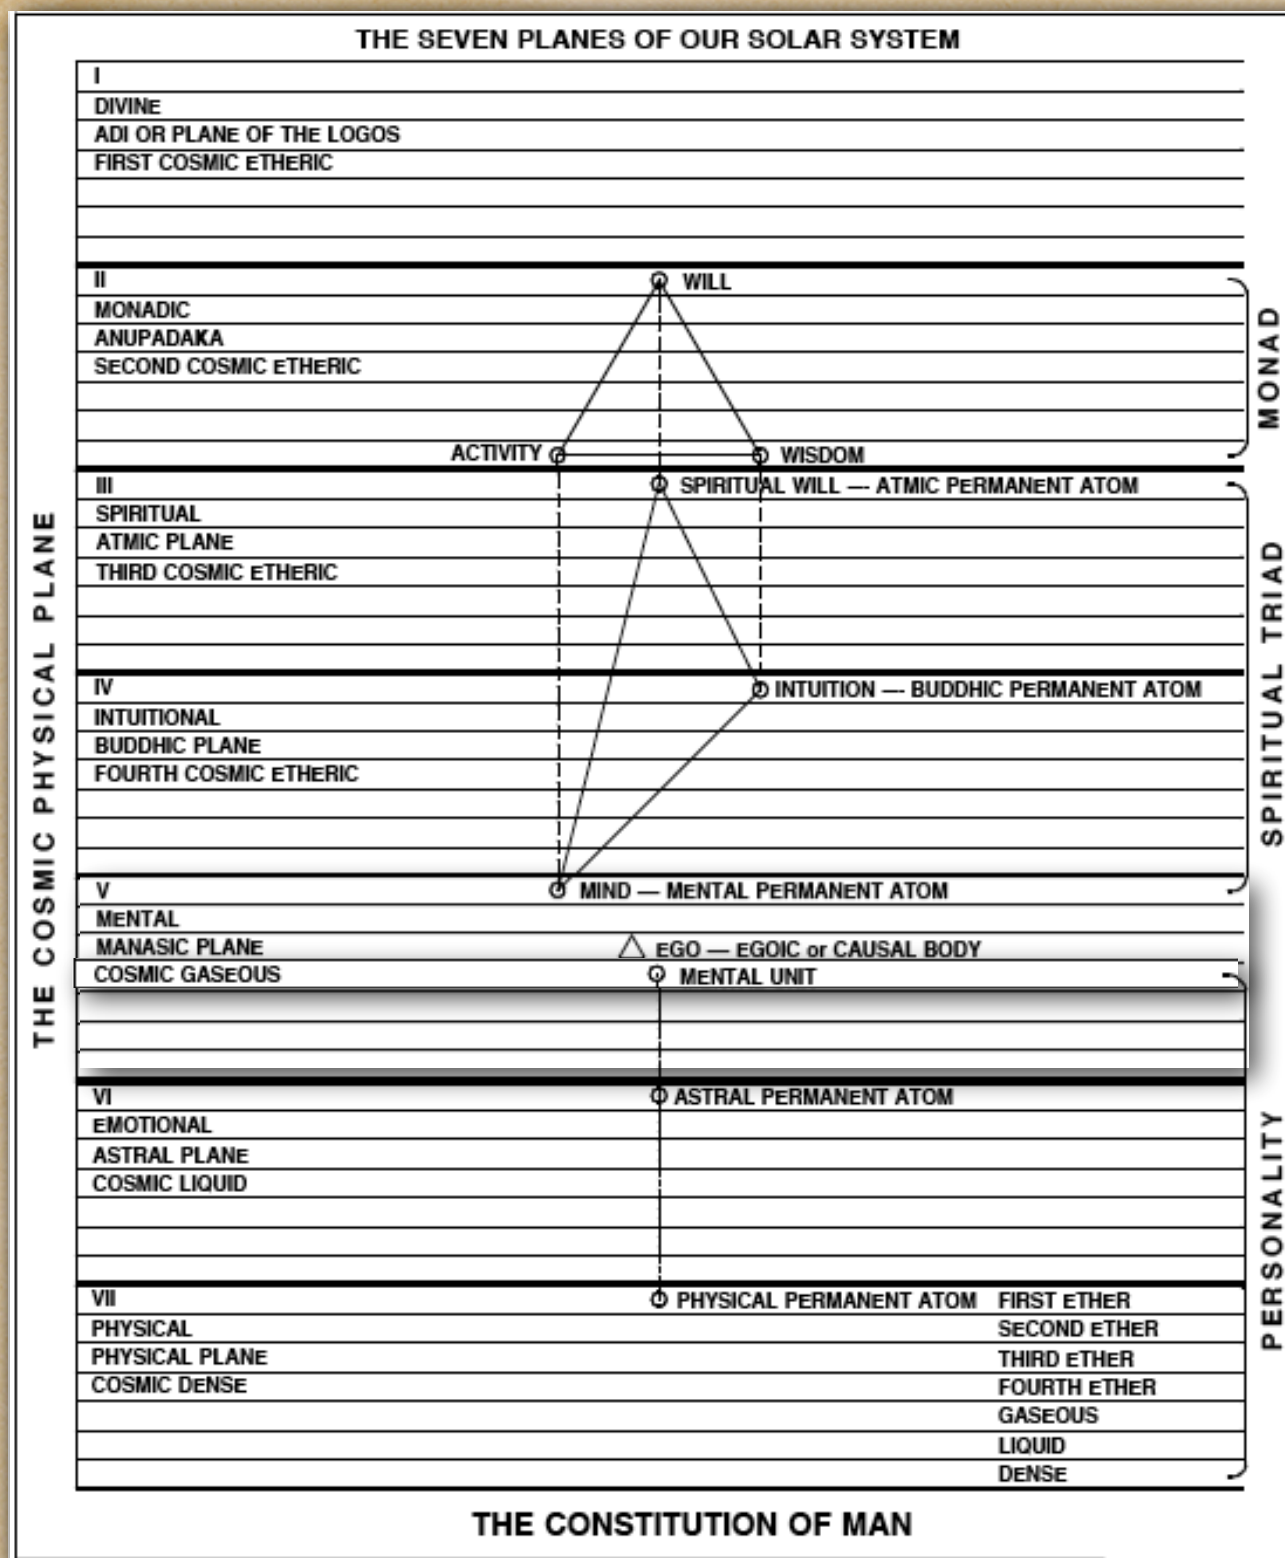 THE SEVEN PLANES OF OUR SOLAR SYSTEM
I
DIVINE
ADI OR PLANE OF THE LOGOS
FIRST COSMIC ETHERIC
II
WILL
MONADIC
ANUPADAKA
SECOND COSMIC ETHERIC
ACTIVITY
WISDOM
MONAD
III
SPIRITUAL WILL –- ATMIC PERMANENT ATOM
SPIRITUAL
ATMIC PLANE
THIRD COSMIC ETHERIC
IV
INTUITION –- BUDDHIC PERMANENT ATOM
INTUITIONAL
BUDDHIC PLANE
FOURTH COSMIC ETHERIC
SPIRITUAL TRIAD
THE COSMIC PHYSICAL PLANE
V
MIND — MENTAL PERMANENT ATOM
MENTAL
MANASIC PLANE
EGO — EGOIC or CAUSAL BODY
COSMIC GASEOUS
MENTAL UNIT
VI
ASTRAL PERMANENT ATOM
EMOTIONAL
ASTRAL PLANE
COSMIC LIQUID
PERSONALITY
VII
PHYSICAL PERMANENT ATOM FIRST ETHER
PHYSICAL
SECOND ETHER
PHYSICAL PLANE
THIRD ETHER
COSMIC DENSE
FOURTH ETHER
GASEOUS
LIQUID
DENSE
THE CONSTITUTION OF MAN